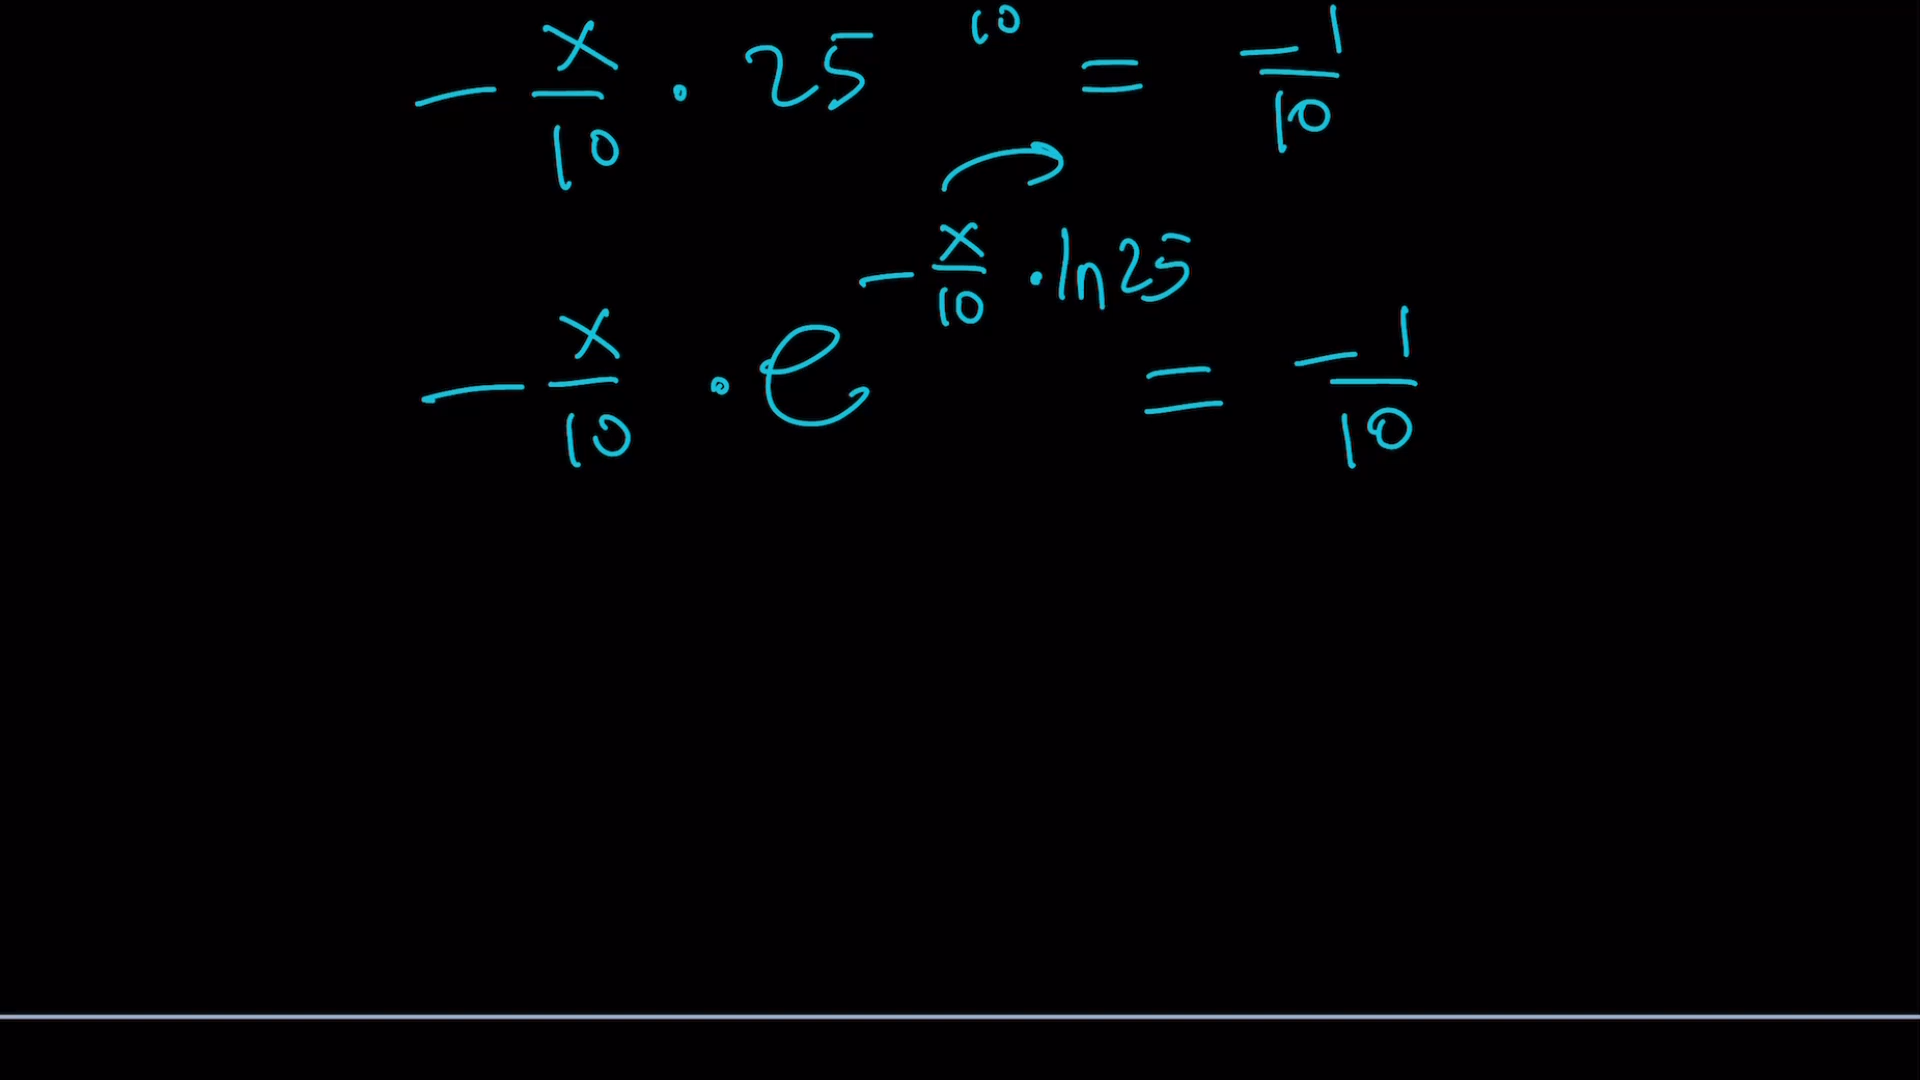 - x/10 · 25^10 = -1/10
- x/10 · e^(- x/10 · ln25) = -1/10